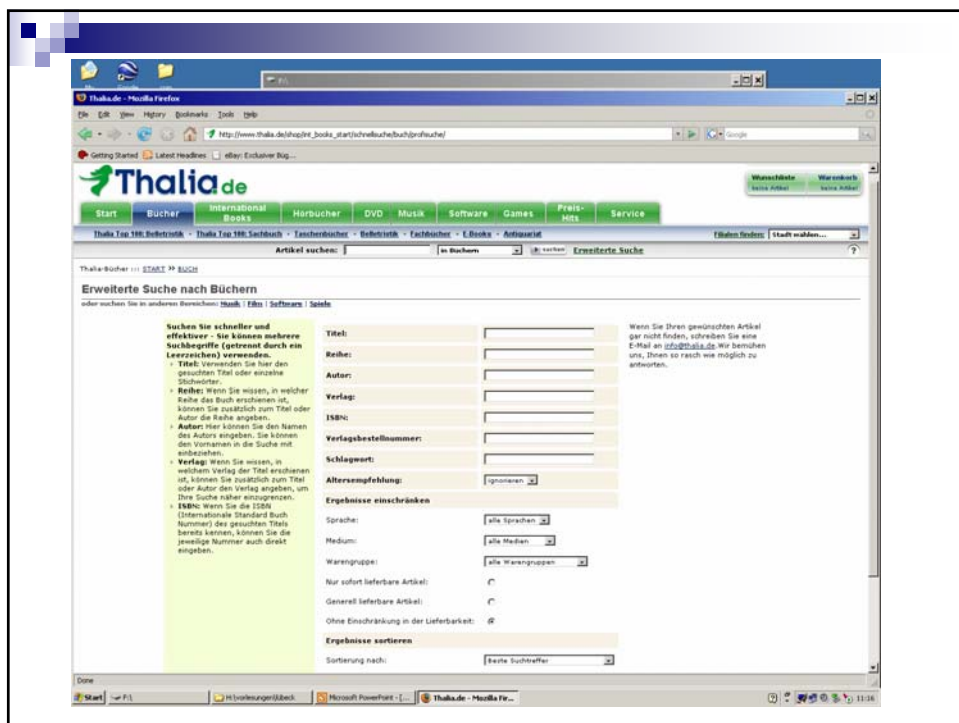 F:\
Thalia.de - Mozilla Firefox
File Edit View History Bookmarks Tools Help
http://www.thalia.de/shop/int_books_start/schnellsuche/buch/profisuche/
Google
Getting Started Latest Headlines eBay: Exclusiver Büg...
Thalia.de
Wunschliste Warenkorb
keine Artikel keine Artikel
Start Bücher International Books Hörbücher DVD Musik Software Games Preis-Hits Service
Thalia Top 100: Belletristik - Thalia Top 100: Sachbuch - Taschenbücher - Belletristik - Fachbücher - E-Books - Antiquariat
Filialen finden: Stadt wählen...
Artikel suchen: in Büchern suchen Erweiterte Suche ?
Thalia-Bücher ::: START >> BUCH
Erweiterte Suche nach Büchern
oder suchen Sie in anderen Bereichen: Musik | Film | Software | Spiele
Suchen Sie schneller und
effektiver - Sie können mehrere
Suchbegriffe (getrennt durch ein
Leerzeichen) verwenden.
Titel: Verwenden Sie hier den
gesuchten Titel oder einzelne
Stichwörter.
Reihe: Wenn Sie wissen, in welcher
Reihe das Buch erschienen ist,
können Sie zusätzlich zum Titel oder
Autor die Reihe angeben.
Autor: Hier können Sie den Namen
des Autors eingeben. Sie können
den Vornamen in die Suche mit
einbeziehen.
Verlag: Wenn Sie wissen, in
welchem Verlag der Titel erschienen
ist, können Sie zusätzlich zum Titel
oder Autor den Verlag angeben, um
Ihre Suche näher einzugrenzen.
ISBN: Wenn Sie die ISBN
(Internationale Standard Buch
Nummer) des gesuchten Titels
bereits kennen, können Sie die
jeweilige Nummer auch direkt
eingeben.
Titel:
Reihe:
Autor:
Verlag:
ISBN:
Verlagsbestellnummer:
Schlagwort:
Altersempfehlung: ignorieren
Ergebnisse einschränken
Sprache: alle Sprachen
Medium: alle Medien
Warengruppe: alle Warengruppen
Nur sofort lieferbare Artikel:
Generell lieferbare Artikel:
Ohne Einschränkung in der Lieferbarkeit:
Ergebnisse sortieren
Sortierung nach: Beste Suchtreffer
Wenn Sie Ihren gewünschten Artikel
gar nicht finden, schreiben Sie eine
E-Mail an info@thalia.de. Wir bemühen
uns, Ihnen so rasch wie möglich zu
antworten.
Done
Start F:\ H:\vorlesungen\lübeck Microsoft PowerPoint - [... Thalia.de - Mozilla Fir... 11:16